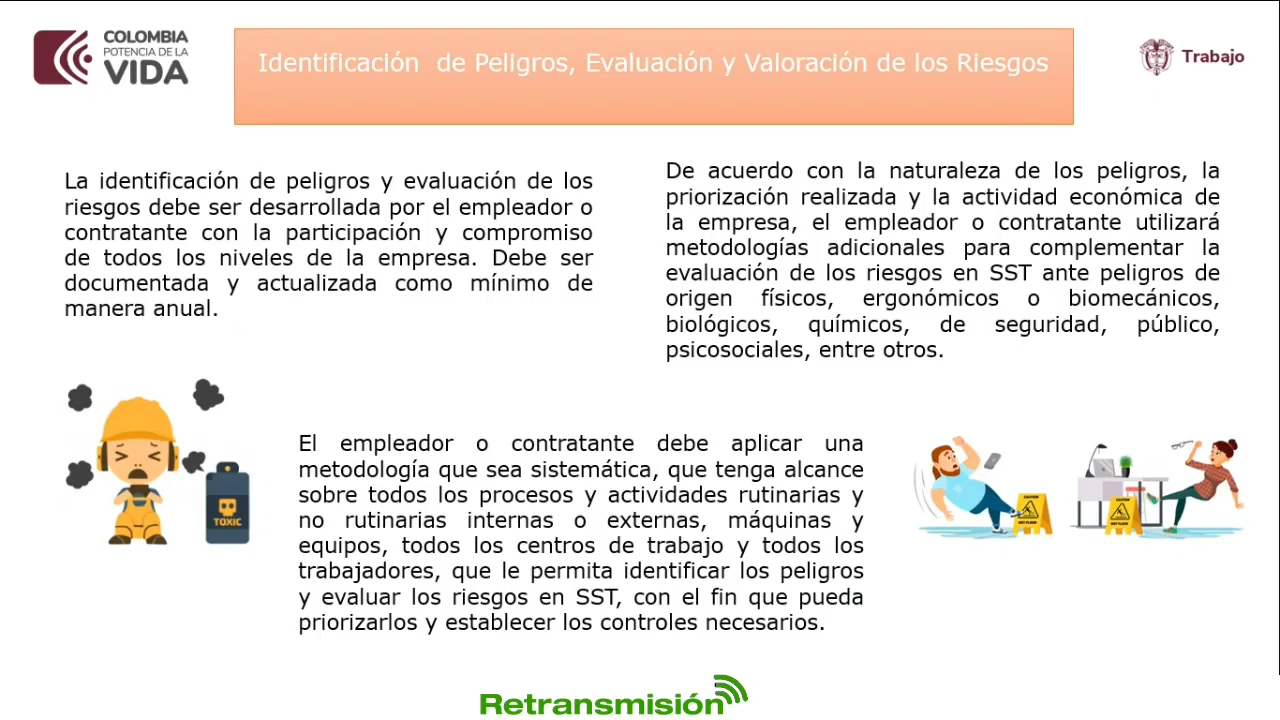 COLOMBIA
POTENCIA DE LA
VIDA
Identificación de Peligros, Evaluación y Valoración de los Riesgos
Trabajo
La identificación de peligros y evaluación de los
riesgos debe ser desarrollada por el empleador o
contratante con la participación y compromiso
de todos los niveles de la empresa. Debe ser
documentada y actualizada como mínimo de
manera anual.
De acuerdo con la naturaleza de los peligros, la
priorización realizada y la actividad económica de
la empresa, el empleador o contratante utilizará
metodologías adicionales para complementar la
evaluación de los riesgos en SST ante peligros de
origen físicos, ergonómicos o biomecánicos,
biológicos, químicos, de seguridad, público,
psicosociales, entre otros.
TOXIC
El empleador o contratante debe aplicar una
metodología que sea sistemática, que tenga alcance
sobre todos los procesos y actividades rutinarias y
no rutinarias internas o externas, máquinas y
equipos, todos los centros de trabajo y todos los
trabajadores, que le permita identificar los peligros
y evaluar los riesgos en SST, con el fin que pueda
priorizarlos y establecer los controles necesarios.
CAUTION
WET FLOOR
CAUTION
WET FLOOR
Retransmisión